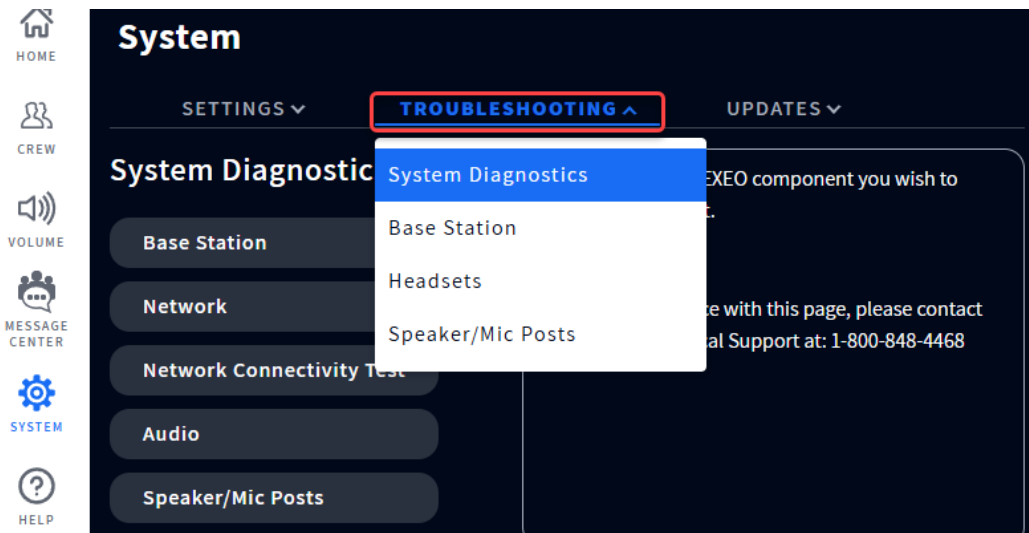 HOME
CREW
VOLUME
MESSAGE
CENTER
SYSTEM
HELP
System
SETTINGS
TROUBLESHOOTING
UPDATES
System Diagnostic
Base Station
Network
Network Connectivity Test
Audio
Speaker/Mic Posts
System Diagnostics
Base Station
Headsets
Speaker/Mic Posts
EXEO component you wish to
t.
e with this page, please contact
al Support at: 1-800-848-4468